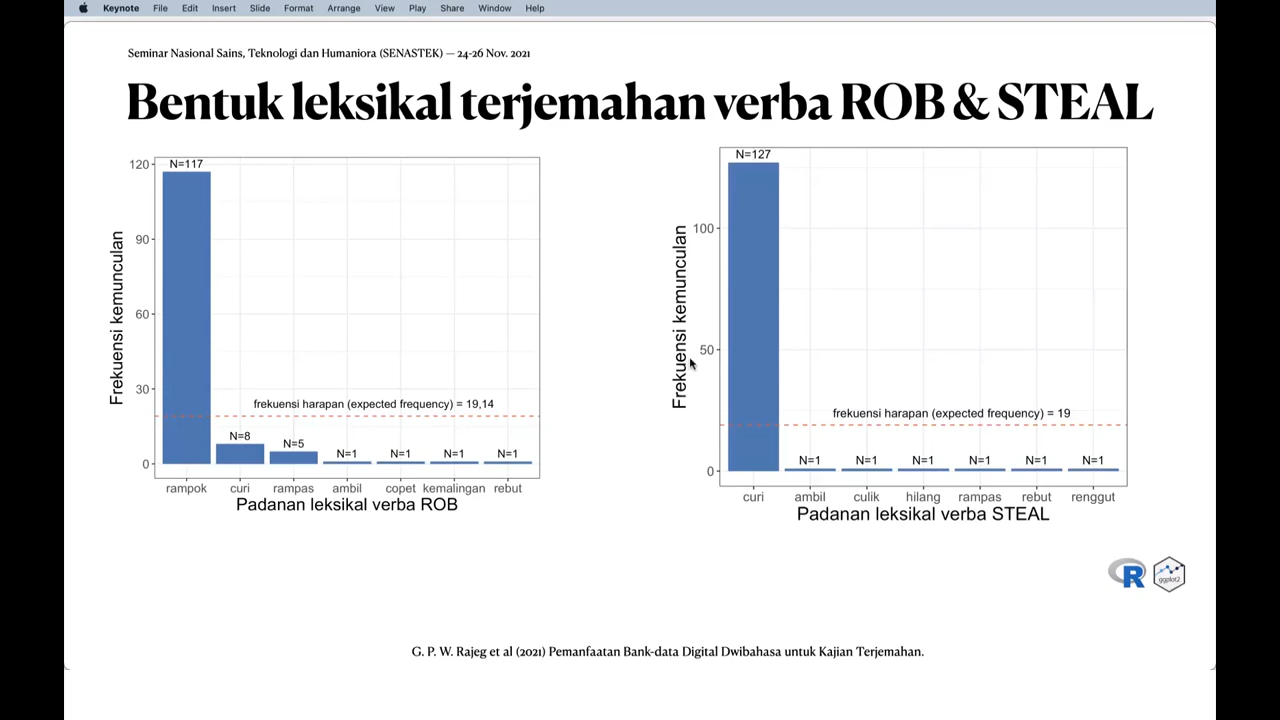 Keynote File Edit Insert Slide Format Arrange View Play Share Window Help
Seminar Nasional Sains, Teknologi dan Humaniora (SENASTEK) — 24-26 Nov. 2021
Bentuk leksikal terjemahan verba ROB & STEAL
Frekuensi kemunculan
120
90
60
30
0
N=117
N=8
N=5
N=1
N=1
N=1
N=1
frekuensi harapan (expected frequency) = 19,14
rampok curi rampas ambil copet kemalingan rebut
Padanan leksikal verba ROB
Frekuensi kemunculan
100
50
0
N=127
N=1
N=1
N=1
N=1
N=1
N=1
frekuensi harapan (expected frequency) = 19
curi ambil culik hilang rampas rebut renggut
Padanan leksikal verba STEAL
R
ggplot2
G. P. W. Rajeg et al (2021) Pemanfaatan Bank-data Digital Dwibahasa untuk Kajian Terjemahan.